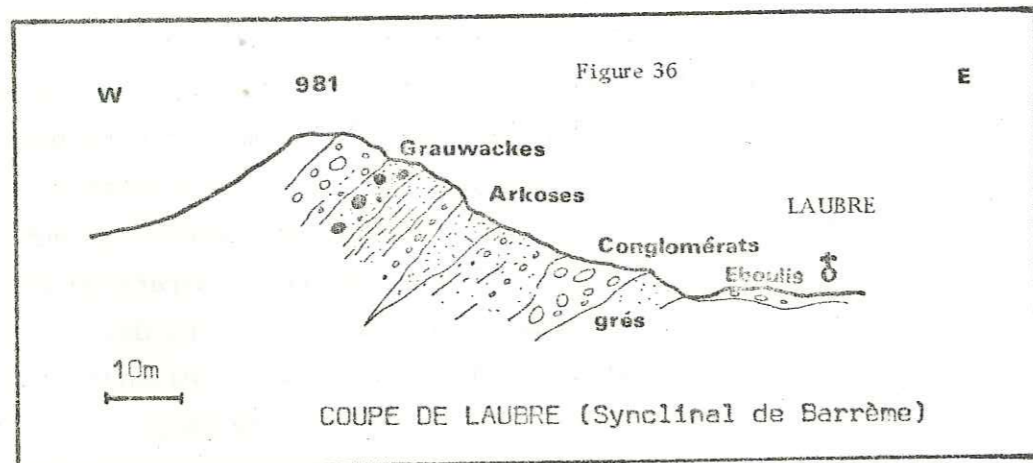 Figure 36
W
981
E
Grauwackes
Arkoses
LAUBRE
Conglomérats
Eboulis
grés
10m
COUPE DE LAUBRE (Synclinal de Barrème)